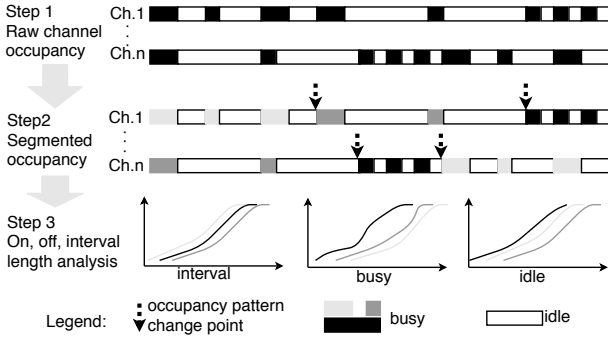 Step 1
Raw channel
occupancy
Ch.1
Ch.n
Step2
Segmented
occupancy
Ch.1
Ch.n
Step 3
On, off, interval
length analysis
interval
busy
idle
Legend:
occupancy pattern
change point
busy
idle